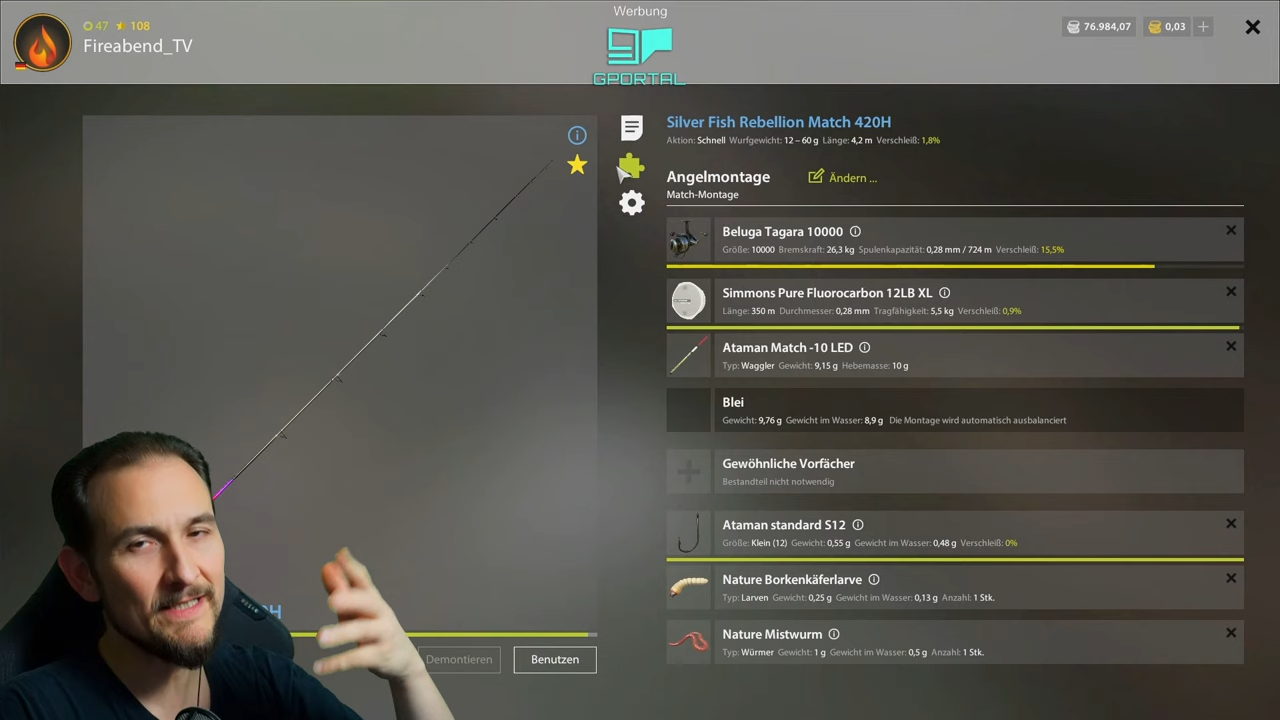 Werbung
47 108
Fireabend_TV
GPORTAL
76.984,07 0,03
Silver Fish Rebellion Match 420H
Aktion: Schnell Wurfgewicht: 12 – 60 g Länge: 4,2 m Verschleiß: 1,8%
Angelmontage Ändern ...
Match-Montage
Beluga Tagara 10000
Größe: 10000 Bremskraft: 26,3 kg Spulenkapazität: 0,28 mm / 724 m Verschleiß: 15,5%
Simmons Pure Fluorocarbon 12LB XL
Länge: 350 m Durchmesser: 0,28 mm Tragfähigkeit: 5,5 kg Verschleiß: 0,9%
Ataman Match -10 LED
Typ: Waggler Gewicht: 9,15 g Hebemasse: 10 g
Blei
Gewicht: 9,76 g Gewicht im Wasser: 8,9 g Die Montage wird automatisch ausbalanciert
Gewöhnliche Vorfächer
Bestandteil nicht notwendig
Ataman standard S12
Größe: Klein (12) Gewicht: 0,55 g Gewicht im Wasser: 0,48 g Verschleiß: 0%
Nature Borkenkäferlarve
Typ: Larven Gewicht: 0,25 g Gewicht im Wasser: 0,13 g Anzahl: 1 Stk.
Nature Mistwurm
Typ: Würmer Gewicht: 1 g Gewicht im Wasser: 0,5 g Anzahl: 1 Stk.
Demontieren Benutzen